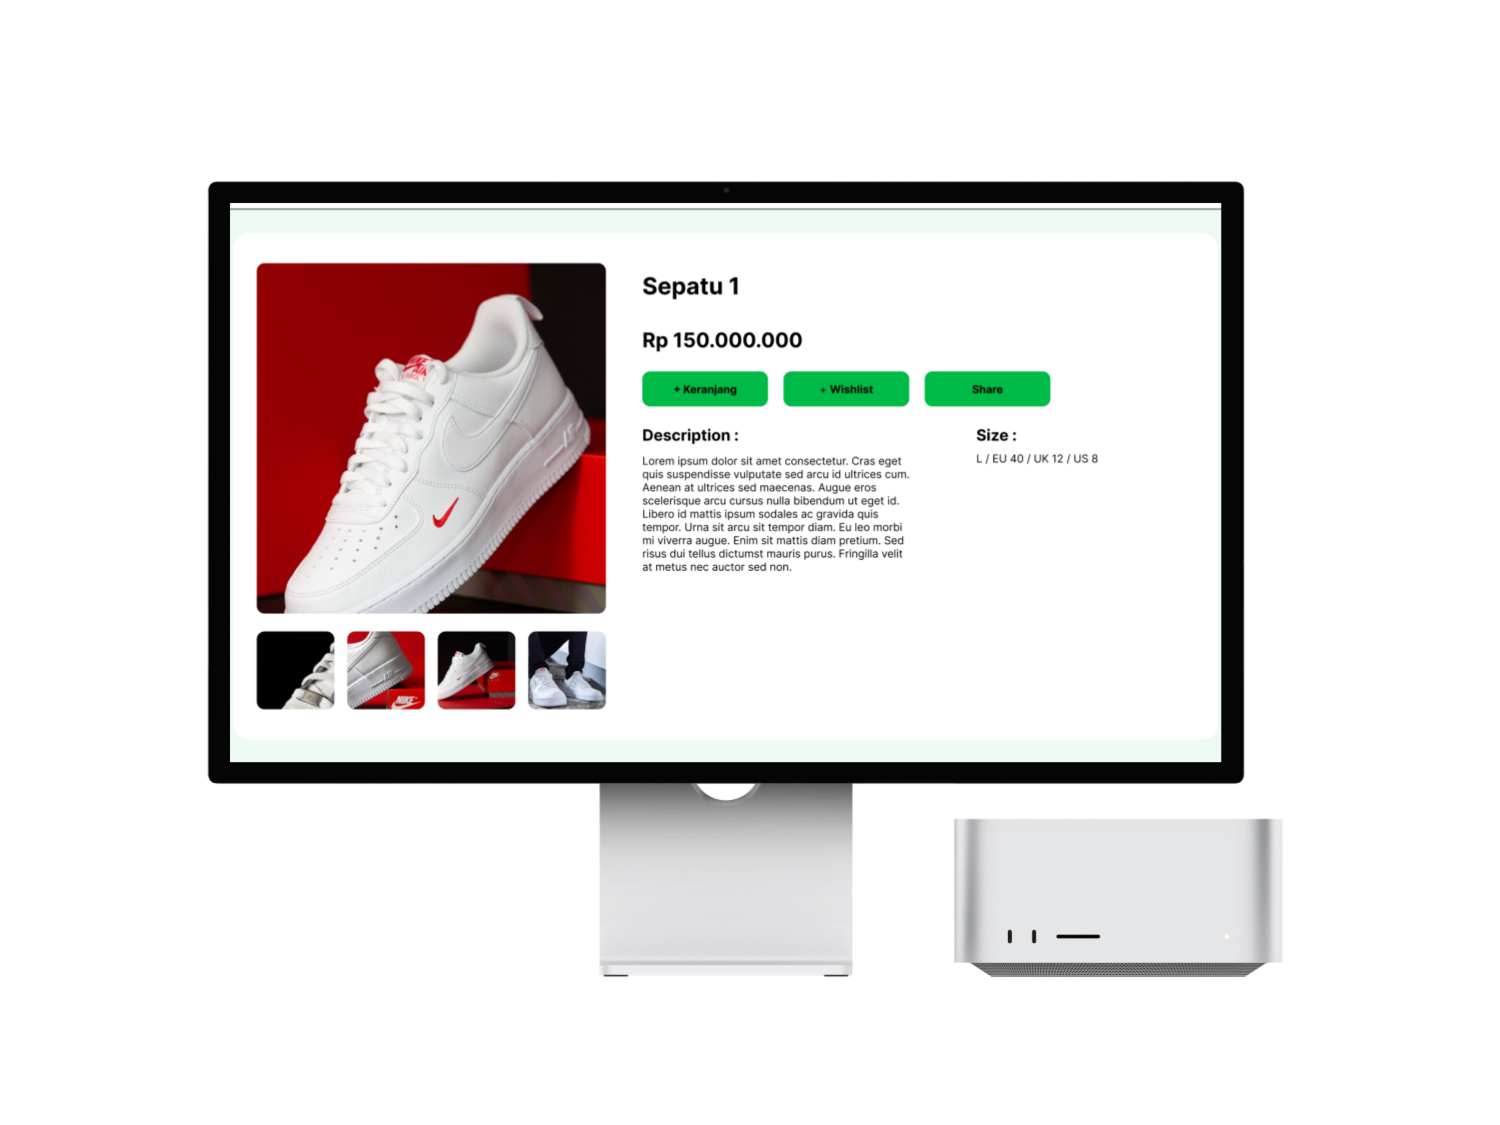 Sepatu 1
Rp 150.000.000
+ Keranjang
+ Wishlist
Share
Description :
Lorem ipsum dolor sit amet consectetur. Cras eget
quis suspendisse vulputate sed arcu id ultrices cum.
Aenean at ultrices sed maecenas. Augue eros
scelerisque arcu cursus nulla bibendum ut eget id.
Libero id mattis ipsum sodales ac gravida quis
tempor. Urna sit arcu sit tempor diam. Eu leo morbi
mi viverra augue. Enim sit mattis diam pretium. Sed
risus dui tellus dictumst mauris purus. Fringilla velit
at metus nec auctor sed non.
Size :
L / EU 40 / UK 12 / US 8
NIKE
AIR
NIKE